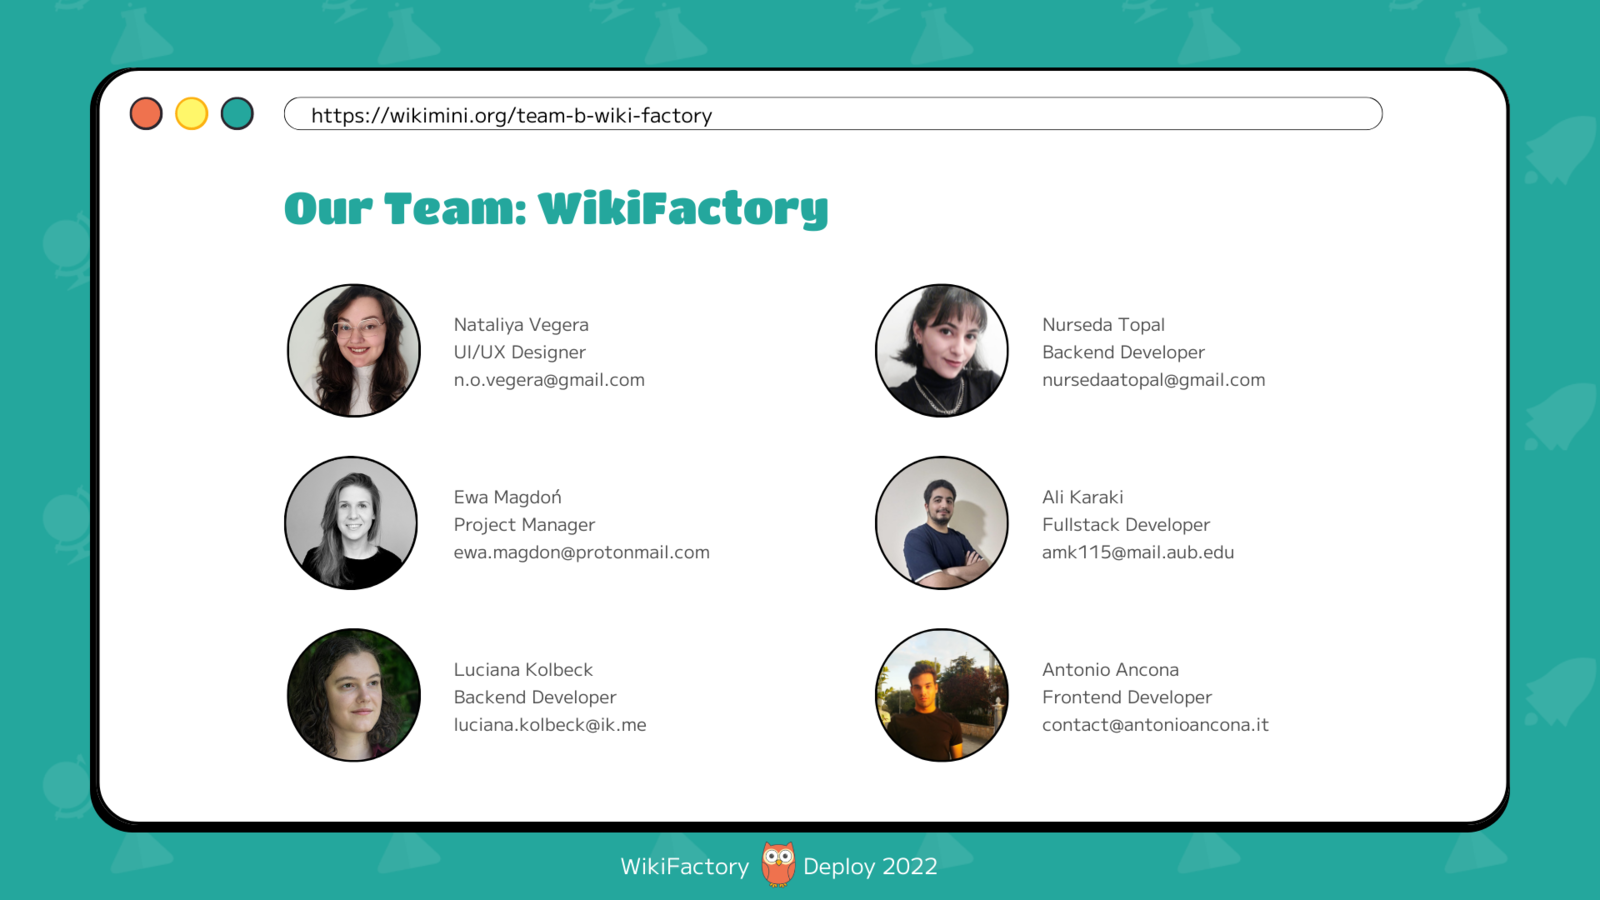 https://wikimini.org/team-b-wiki-factory
Our Team: WikiFactory
Nataliya Vegera
UI/UX Designer
n.o.vegera@gmail.com
Nurseda Topal
Backend Developer
nursedaatopal@gmail.com
Ewa Magdoń
Project Manager
ewa.magdon@protonmail.com
Ali Karaki
Fullstack Developer
amk115@mail.aub.edu
Luciana Kolbeck
Backend Developer
luciana.kolbeck@ik.me
Antonio Ancona
Frontend Developer
contact@antonioancona.it
WikiFactory Deploy 2022